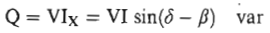 Q = VI_X = VI sin(δ − β) var